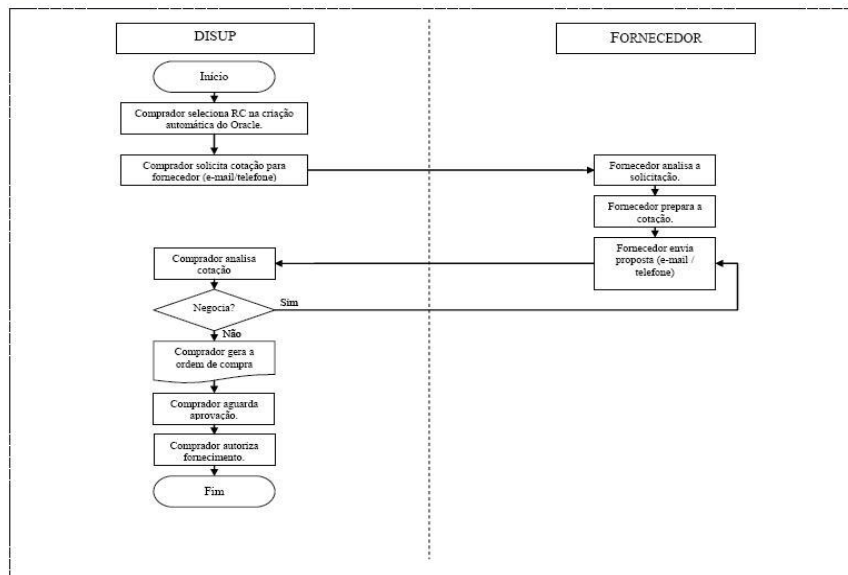 DISUP
FORNECEDOR
Início
Comprador seleciona RC na criação
automática do Oracle.
Comprador solicita cotação para
fornecedor (e-mail/telefone)
Fornecedor analisa a
solicitação.
Fornecedor prepara a
cotação.
Fornecedor envia
proposta (e-mail /
telefone)
Comprador analisa
cotação
Negocia?
Sim
Não
Comprador gera a
ordem de compra
Comprador aguarda
aprovação.
Comprador autoriza
fornecimento.
Fim